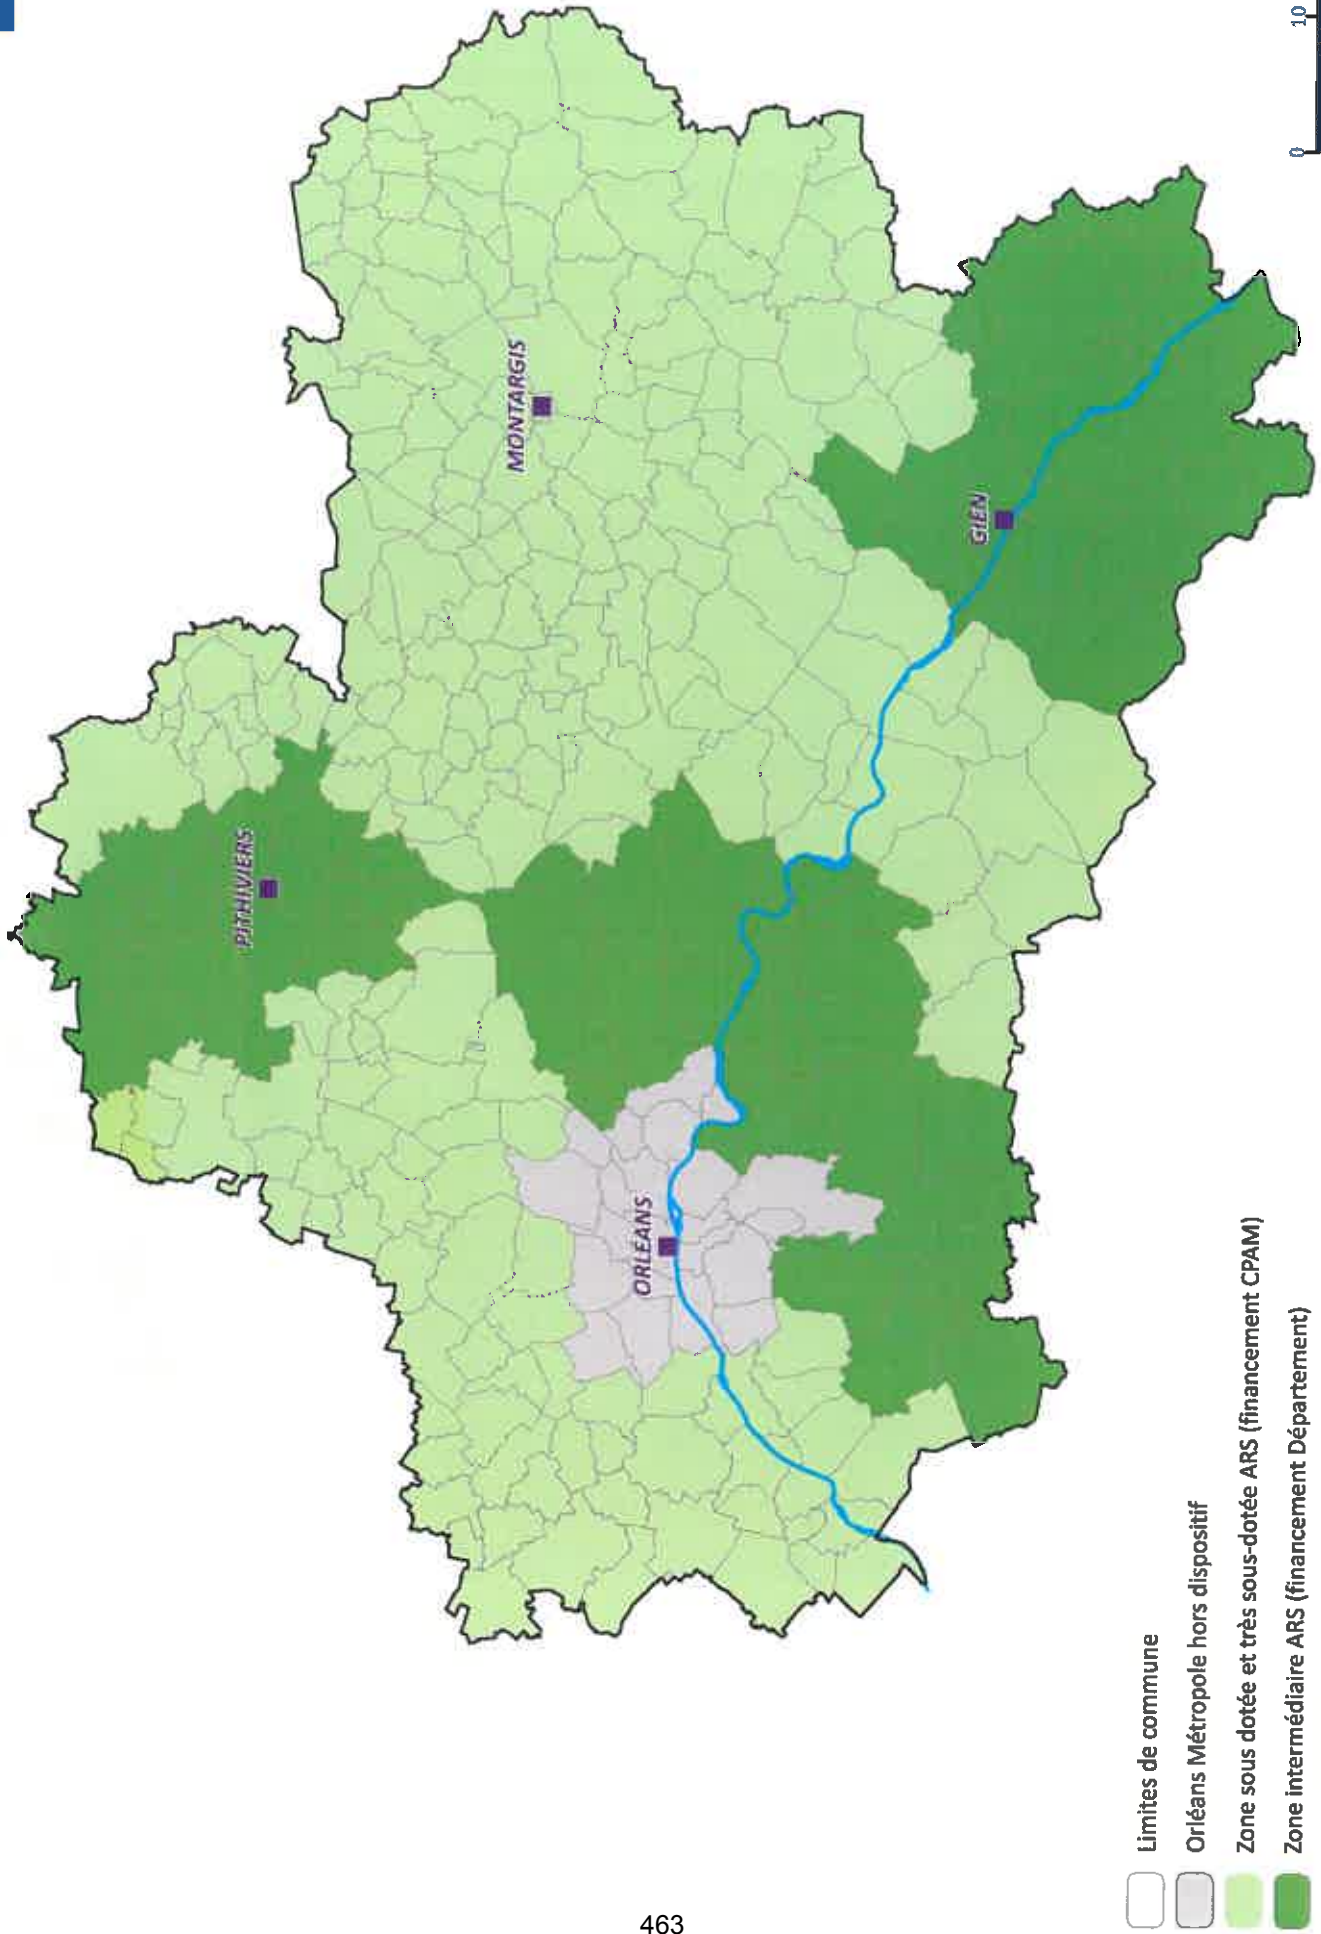 PITHIVIERS
MONTARGIS
ORLEANS
GIEN
0 10
Limites de commune
Orléans Métropole hors dispositif
Zone sous dotée et très sous-dotée ARS (financement CPAM)
Zone intermédiaire ARS (financement Département)
463